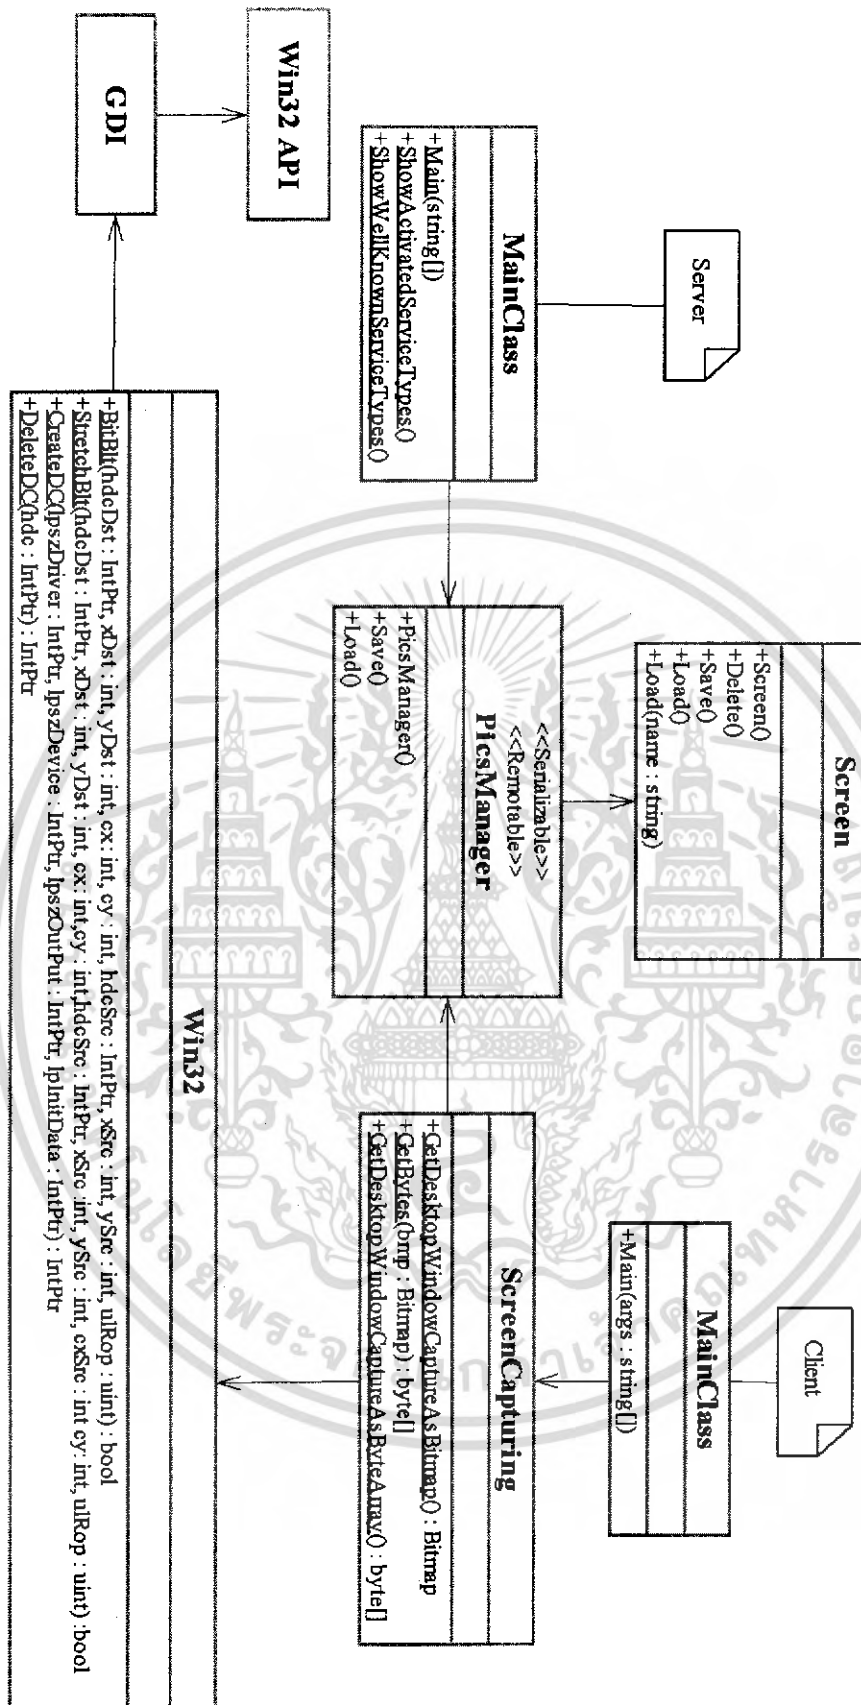 Server
MainClass
+Main(string[])
+ShowActivatedServiceTypes()
+ShowWellKnownServiceTypes()
Screen
+Screen()
+Delete()
+Save()
+Load()
+Load(name : string)
Client
MainClass
+Main(args : string[])
<<Serializable>>
<<Remotable>>
PicsManager
+PicsManager()
+Save()
+Load()
ScreenCapturing
+GetDesktopWindowCaptureAsBitmap() : Bitmap
+GetBytes(bmp : Bitmap) : byte[]
+GetDesktopWindowCaptureAsByteArray() : byte[]
Win32 API
GDI
Win32
+BitBlt(hdcDst : IntPtr, xDst : int, yDst : int, cx : int, cy : int, hdcSrc : IntPtr, xSrc : int, ySrc : int, ulRop : uint) : bool
+StretchBlt(hdcDst : IntPtr, xDst : int, yDst : int, cx : int,cy : int,hdcSrc : IntPtr, xSrc :int, ySrc : int, cxSrc : int cy: int, ulRop : uint) :bool
+CreateDC(lpszDriver : IntPtr, lpszDevice : IntPtr, lpszOutPut : IntPtr, lpInitData : IntPtr) : IntPtr
+DeleteDC(hdc : IntPtr) : IntPtr